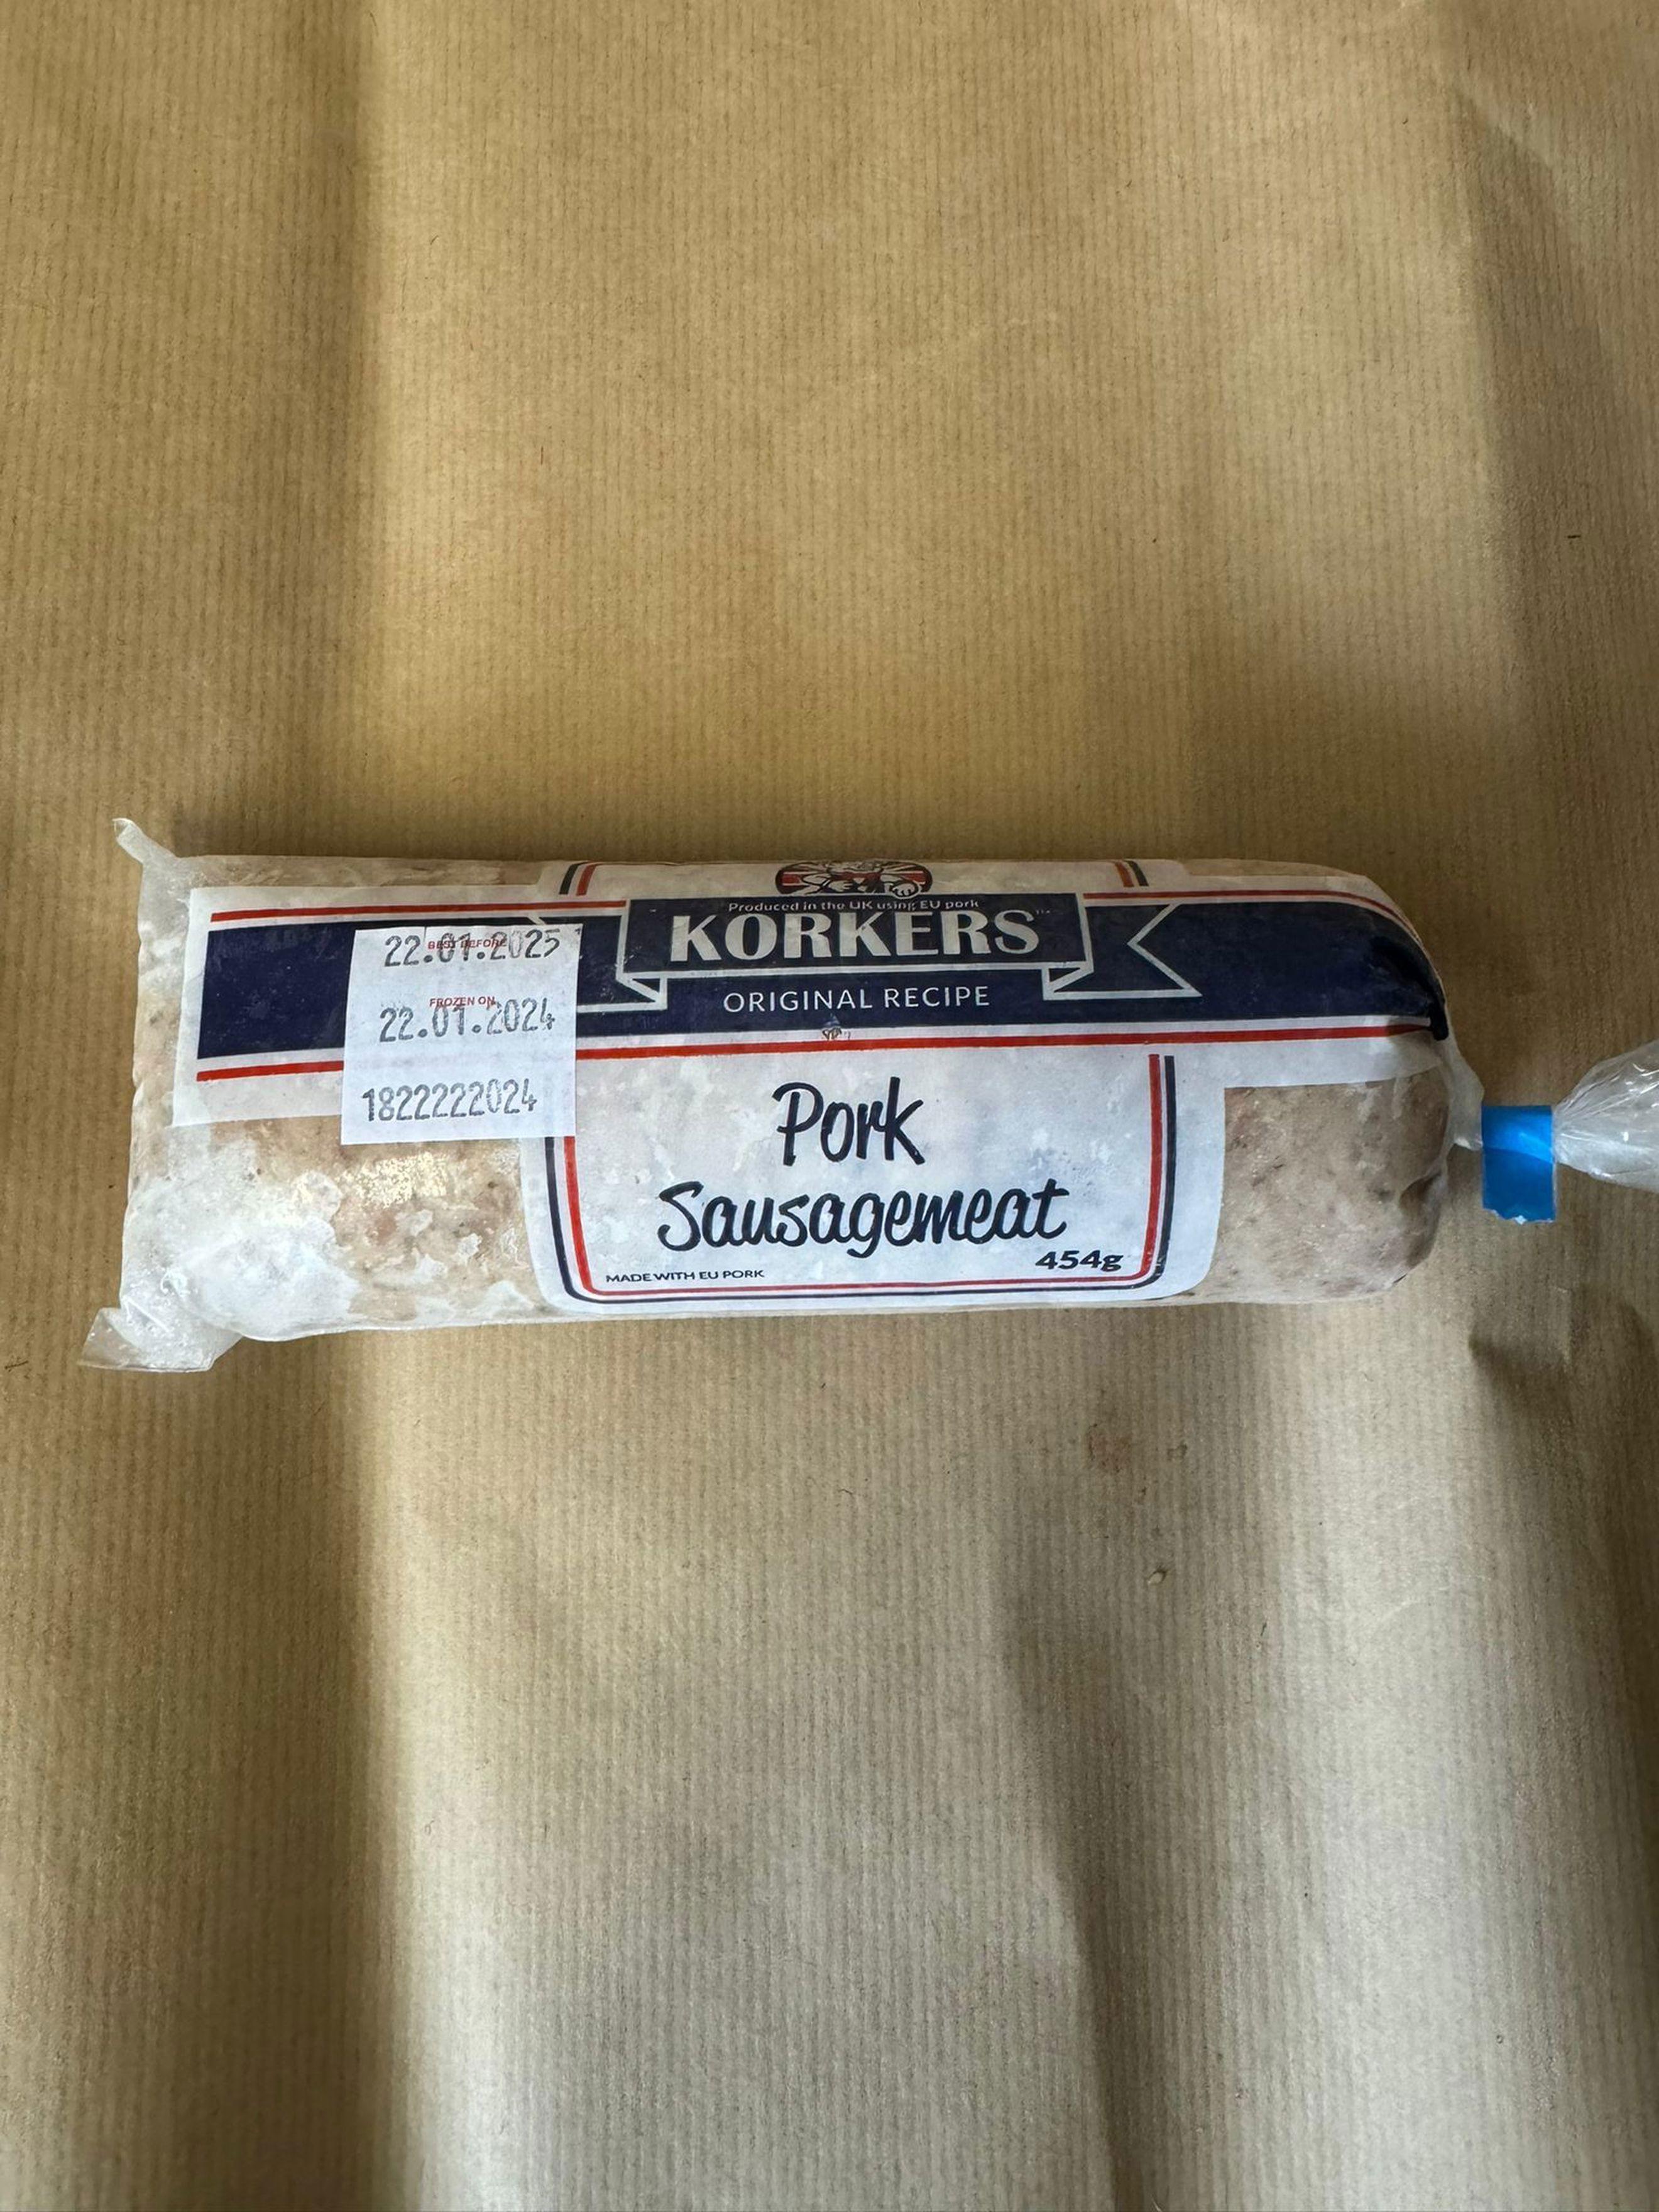 Produced in the UK using EU pork
KORKERS™
ORIGINAL RECIPE
BEST BEFORE
22.01.2025
FROZEN ON
22.01.2024
1822222024
Pork
Sausagemeat
454g
MADE WITH EU PORK